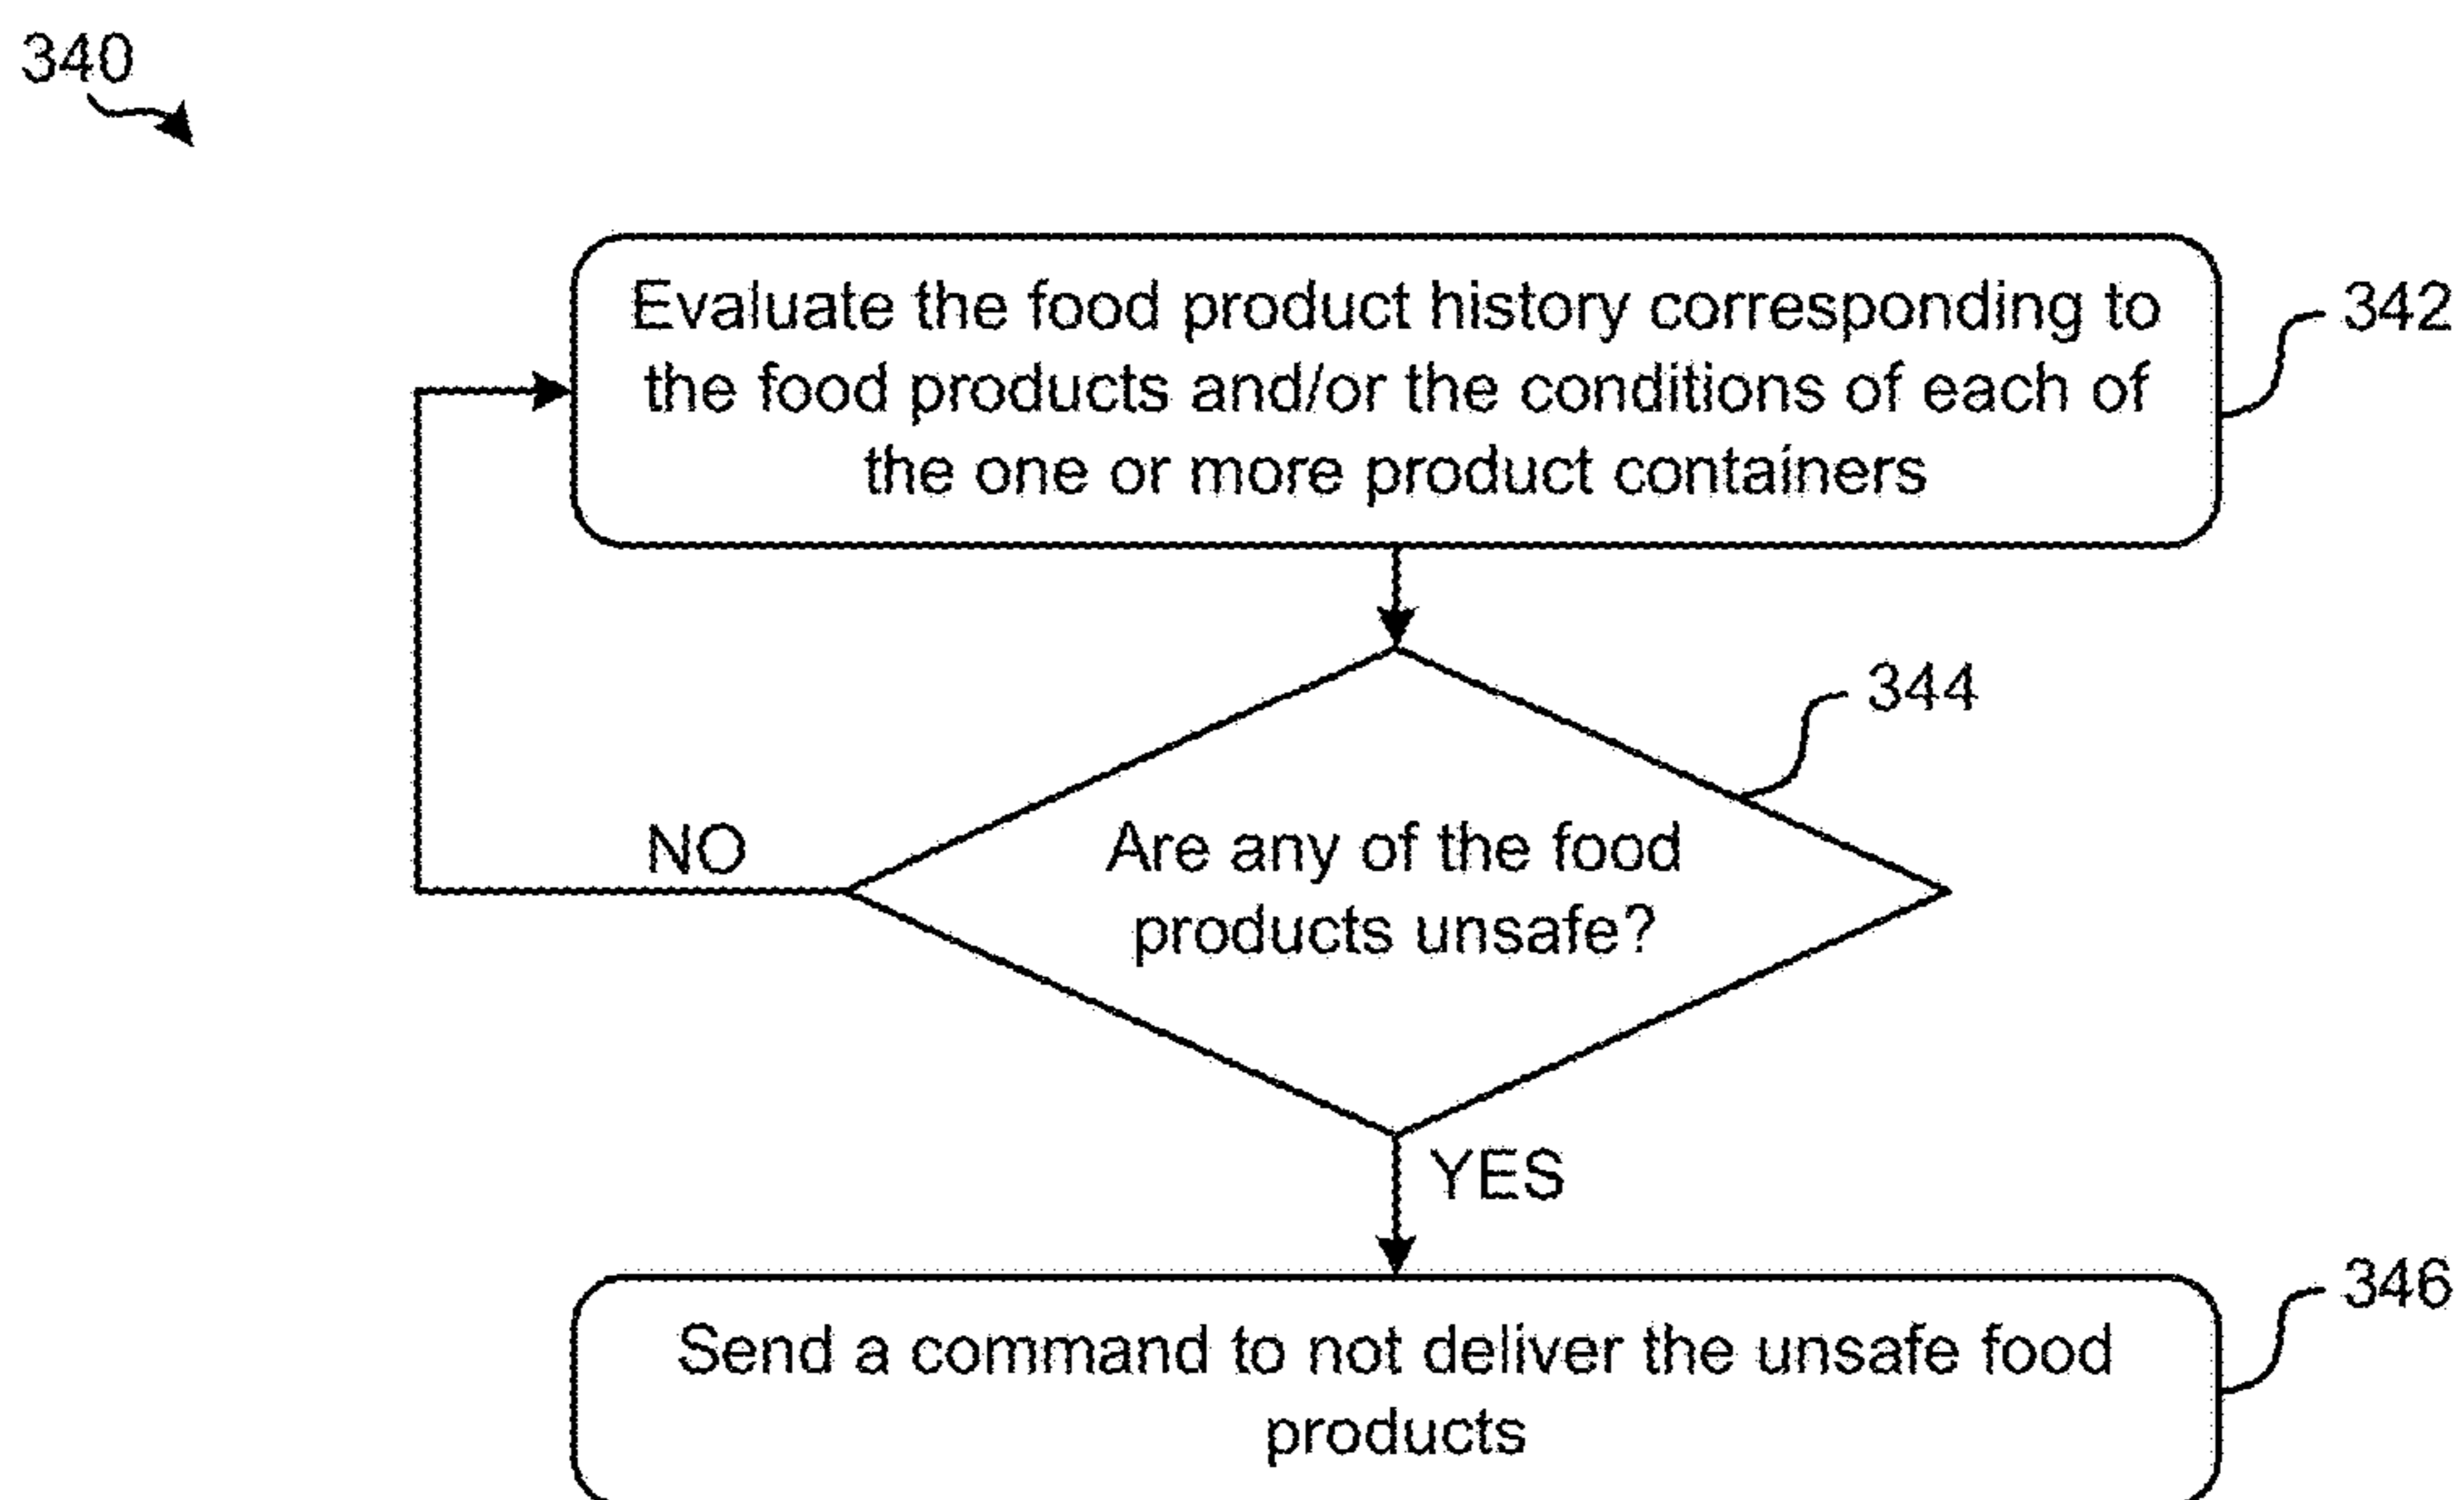 340
Evaluate the food product history corresponding to
the food products and/or the conditions of each of
the one or more product containers
342
344
Are any of the food
products unsafe?
NO
YES
Send a command to not deliver the unsafe food
products
346